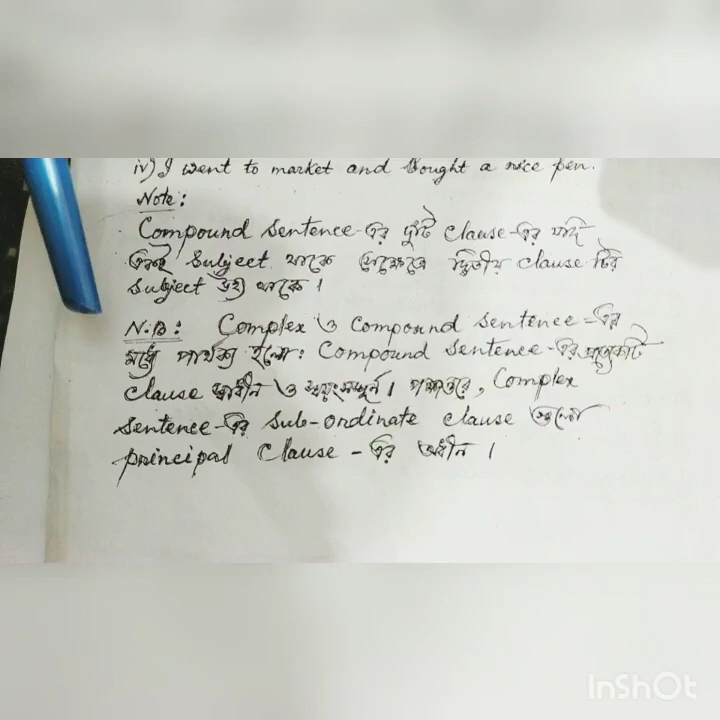 iv) I went to market and bought a nice pen.
Note:
Compound sentence-এর দুটি clause-এর যদি
একই subject থাকে সেক্ষেত্রে দ্বিতীয় clause টির
subject উহ্য থাকে।
N.B: Complex ও Compound sentence-এর
মধ্যে পার্থক্য হলো: Compound sentence-এর প্রত্যেকটি
clause স্বাধীন ও স্বয়ংসম্পূর্ন। পক্ষান্তরে, Complex
sentence-এর sub-ordinate clause গুলো
principal clause-এর অধীন।
InShOt